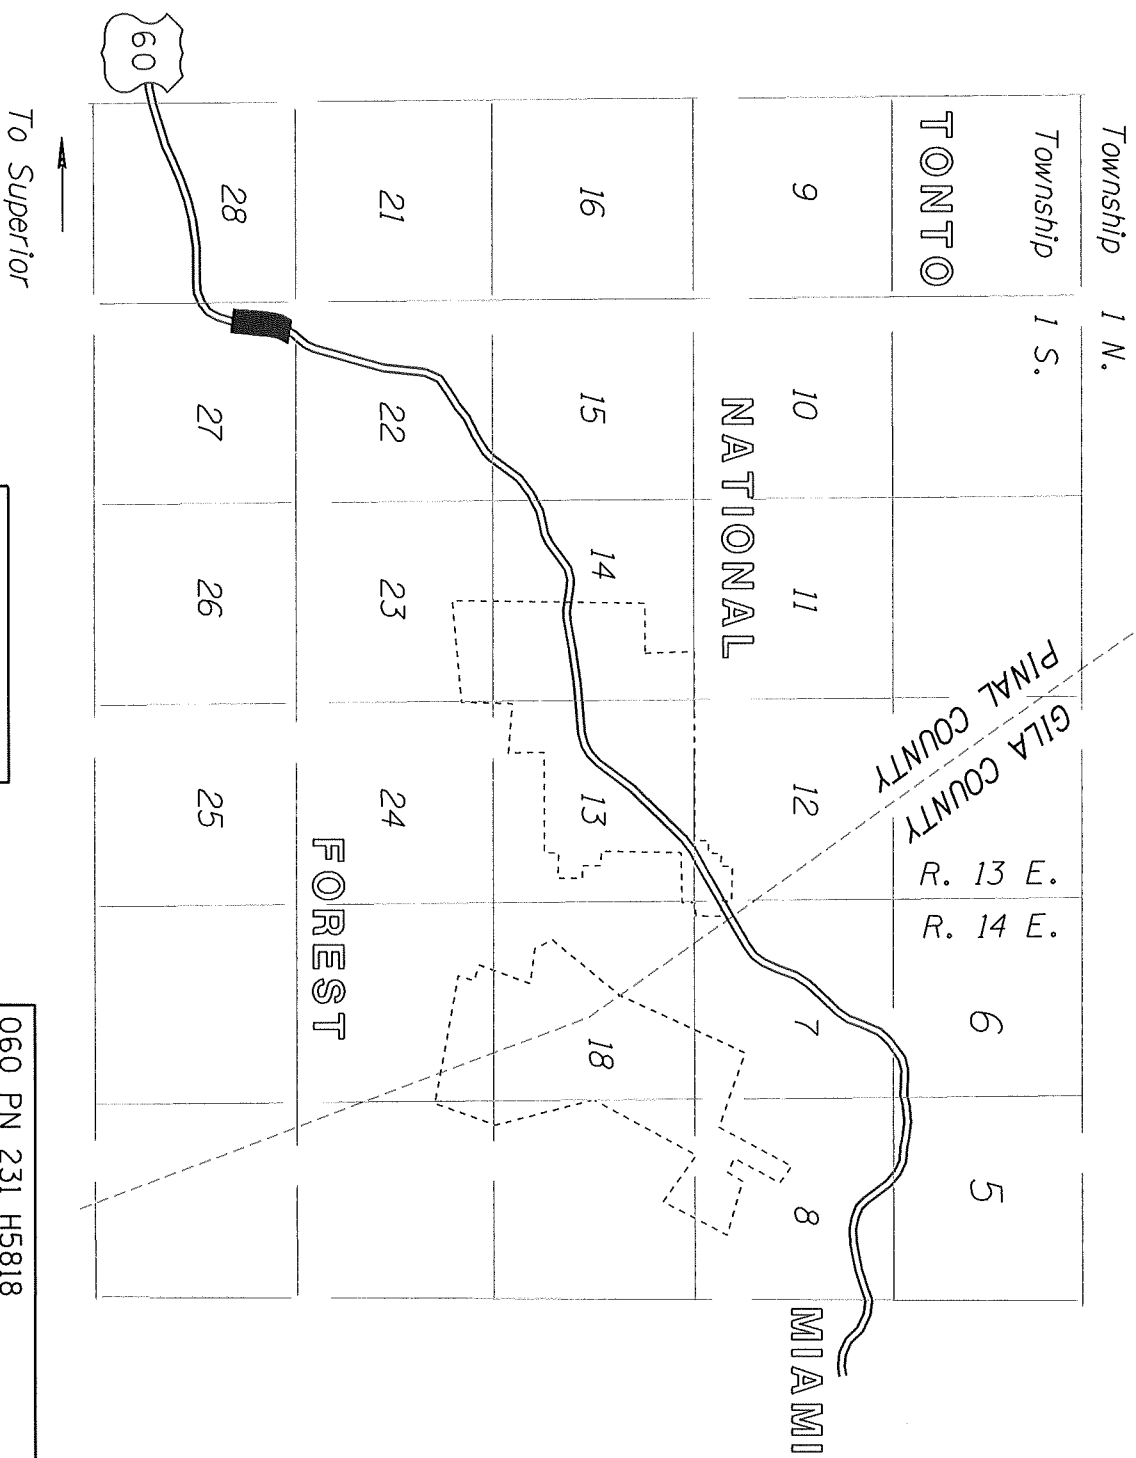 Township 1 N.
Township 1 S.
TONTO
NATIONAL
FOREST
PINAL COUNTY
GILA COUNTY
R. 13 E.
R. 14 E.
6
5
9
10
11
12
7
8
MIAMI
16
15
14
13
18
21
22
23
24
28
27
26
25
60
To Superior
060 PN 231 H5818